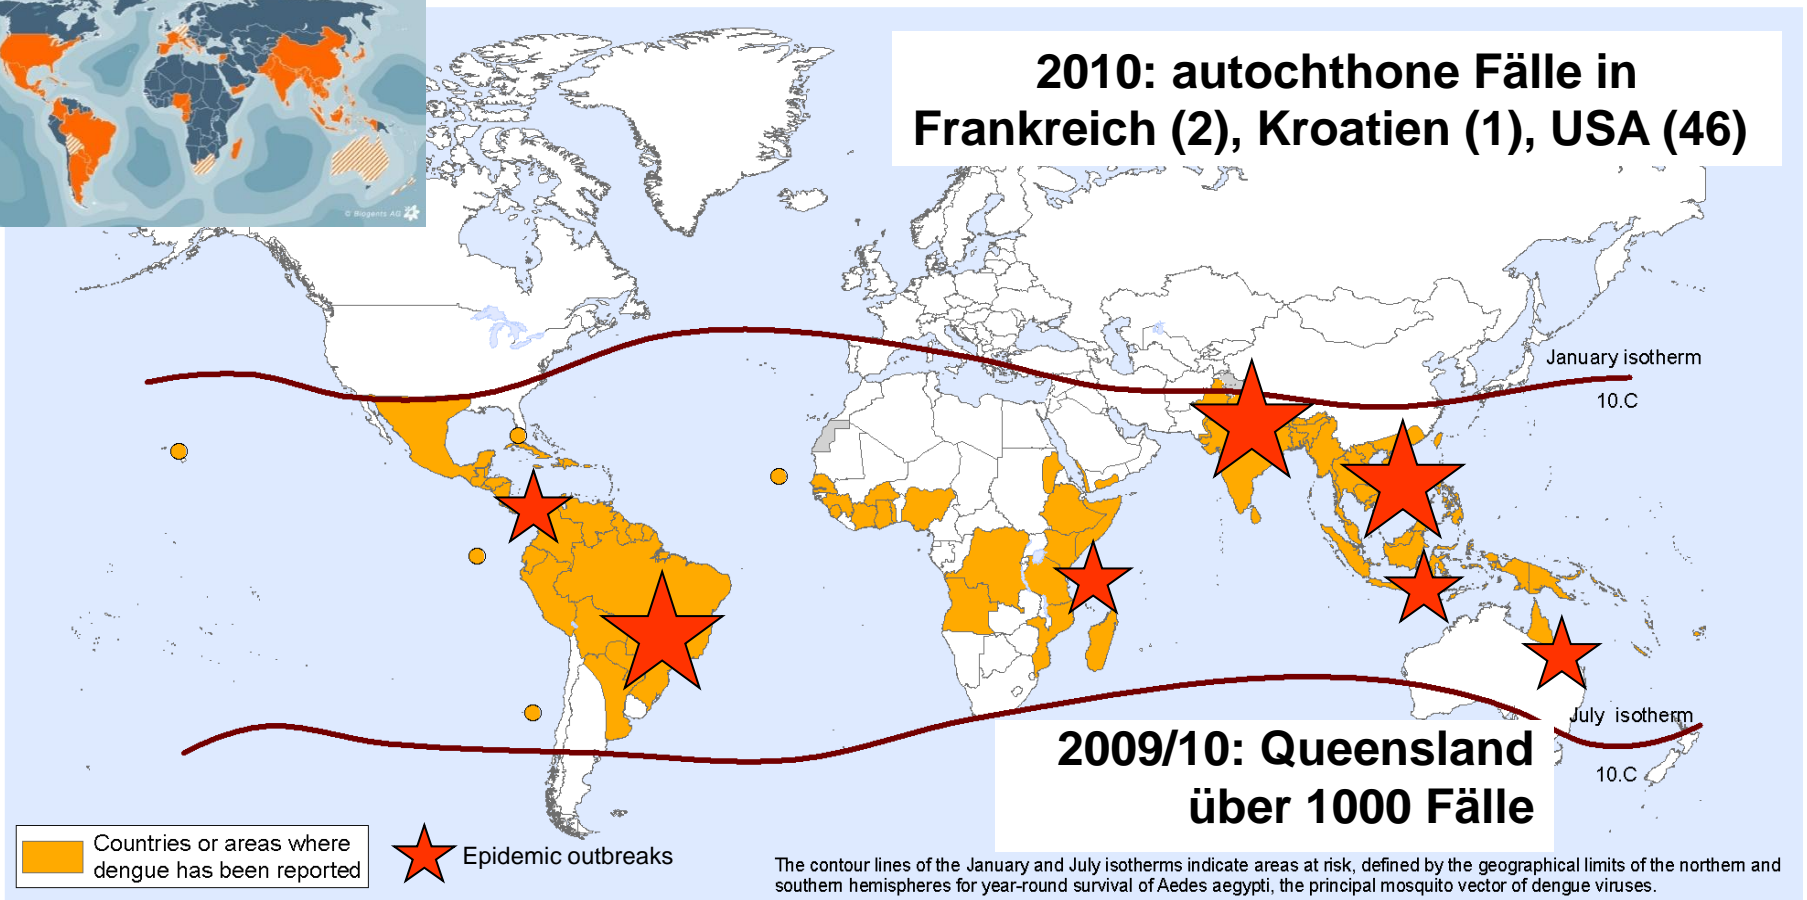 2010: autochthone Fälle in
Frankreich (2), Kroatien (1), USA (46)
© Biogents AG
January isotherm
10.C
July isotherm
10.C
2009/10: Queensland
über 1000 Fälle
Countries or areas where
dengue has been reported
Epidemic outbreaks
The contour lines of the January and July isotherms indicate areas at risk, defined by the geographical limits of the northern and
southern hemispheres for year-round survival of Aedes aegypti, the principal mosquito vector of dengue viruses.